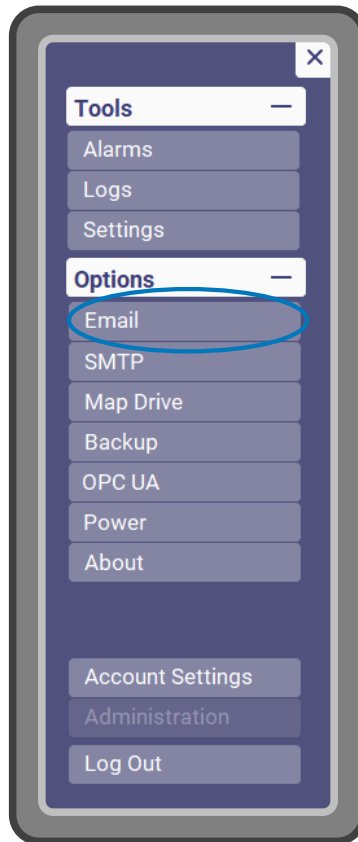 Tools
Alarms
Logs
Settings
Options
Email
SMTP
Map Drive
Backup
OPC UA
Power
About
Account Settings
Administration
Log Out